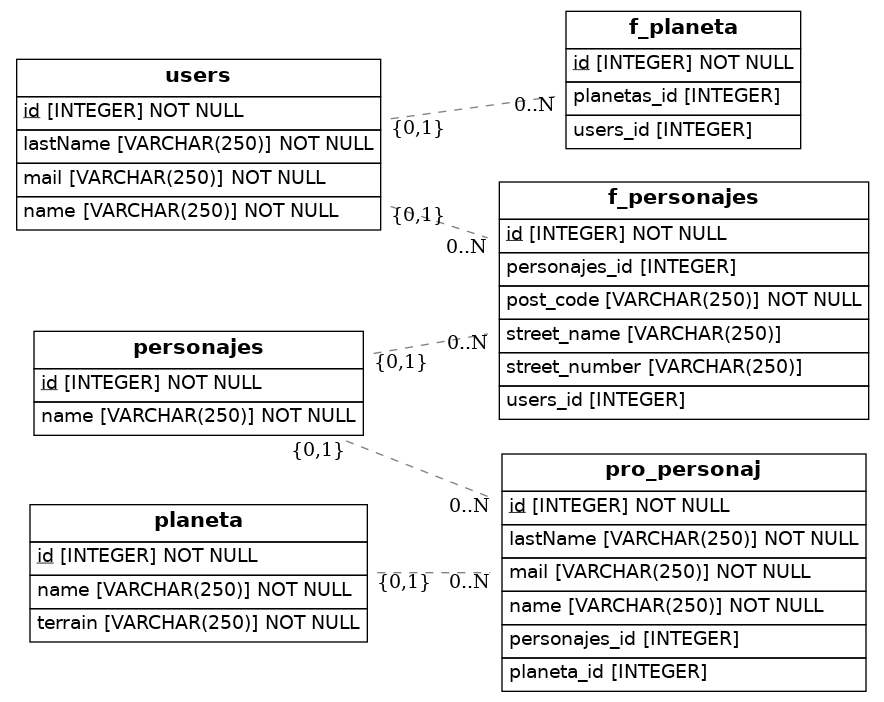 users
id [INTEGER] NOT NULL
lastName [VARCHAR(250)] NOT NULL
mail [VARCHAR(250)] NOT NULL
name [VARCHAR(250)] NOT NULL
{0,1}
0..N
f_planeta
id [INTEGER] NOT NULL
planetas_id [INTEGER]
users_id [INTEGER]
{0,1}
0..N
f_personajes
id [INTEGER] NOT NULL
personajes_id [INTEGER]
post_code [VARCHAR(250)] NOT NULL
street_name [VARCHAR(250)]
street_number [VARCHAR(250)]
users_id [INTEGER]
personajes
id [INTEGER] NOT NULL
name [VARCHAR(250)] NOT NULL
{0,1}
0..N
{0,1}
0..N
planeta
id [INTEGER] NOT NULL
name [VARCHAR(250)] NOT NULL
terrain [VARCHAR(250)] NOT NULL
{0,1}
0..N
pro_personaj
id [INTEGER] NOT NULL
lastName [VARCHAR(250)] NOT NULL
mail [VARCHAR(250)] NOT NULL
name [VARCHAR(250)] NOT NULL
personajes_id [INTEGER]
planeta_id [INTEGER]